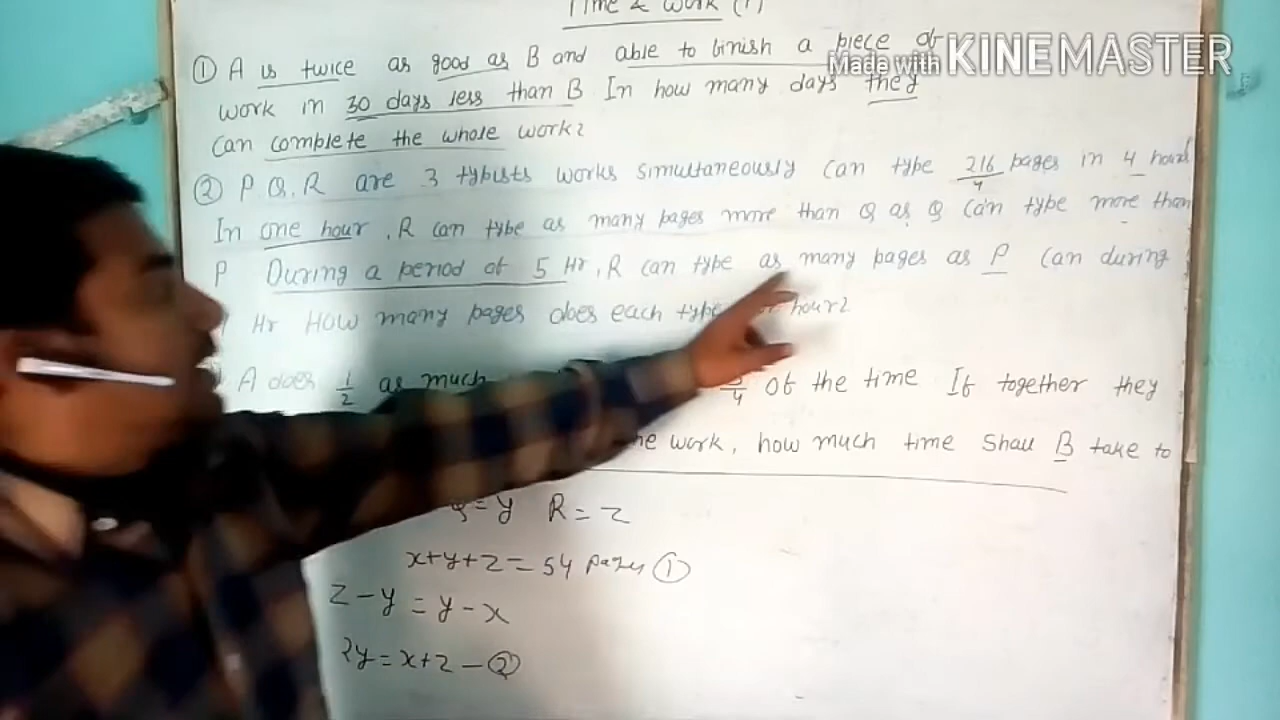 Time & Work (1)
Made with KINEMASTER
① A is twice as good as B and able to finish a piece of
work in 30 days less than B In how many days they
can complete the whole work?
② P.Q.R are 3 typists works simultaneously can type 216/4 pages in 4 hour
In one hour, R can type as many pages more than Q as Q can type more than
P During a period of 5 Hr, R can type as many pages as P can during
Hr How many pages does each type hour?
A does 1/2 as much /4 of the time If together they
work, how much time shall B take to
=y R=z
x+y+z=54 pages ①
z-y=y-x
2y=x+z-②